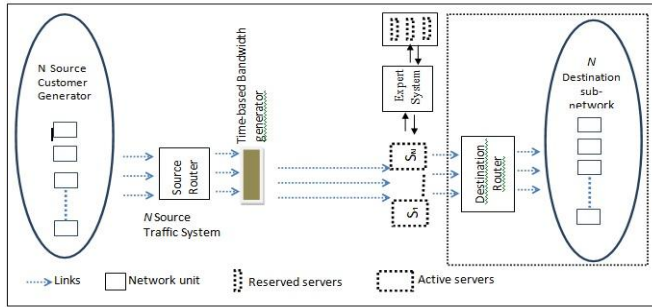 N Source
Customer
Generator
Source
Router
N Source
Traffic System
Time-based Bandwidth
generator
Expert
System
Sm
S1
Destination
Router
N
Destination
sub-
network
Links
Network unit
Reserved servers
Active servers